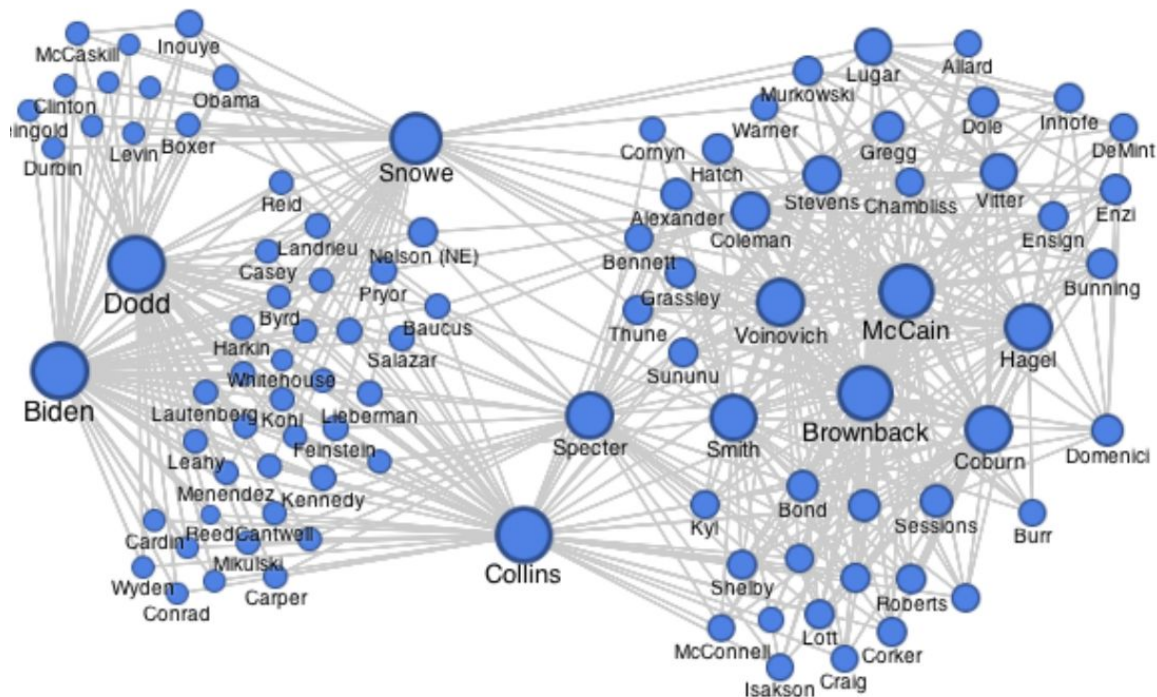 McCaskill
Inouye
Clinton
Obama
ingold
Durbin
Levin
Boxer
Snowe
Reid
Landrieu
Nelson (NE)
Casey
Pryor
Dodd
Byrd
Baucus
Harkin
Salazar
Biden
Whitehouse
Lautenberg
Kohl
Lieberman
Leahy
Feinstein
Menendez
Kennedy
Cardin
Reed
Cantwell
Mikulski
Wyden
Conrad
Carper
Specter
Collins
Lugar
Allard
Murkowski
Warner
Dole
Inhofe
Cornyn
Hatch
Gregg
DeMint
Stevens
Chambliss
Vitter
Alexander
Coleman
Enzi
Ensign
Bennett
Bunning
Grassley
Thune
Voinovich
McCain
Hagel
Sununu
Smith
Brownback
Coburn
Domenici
Kyl
Bond
Sessions
Burr
Shelby
Roberts
McConnell
Lott
Corker
Isakson
Craig